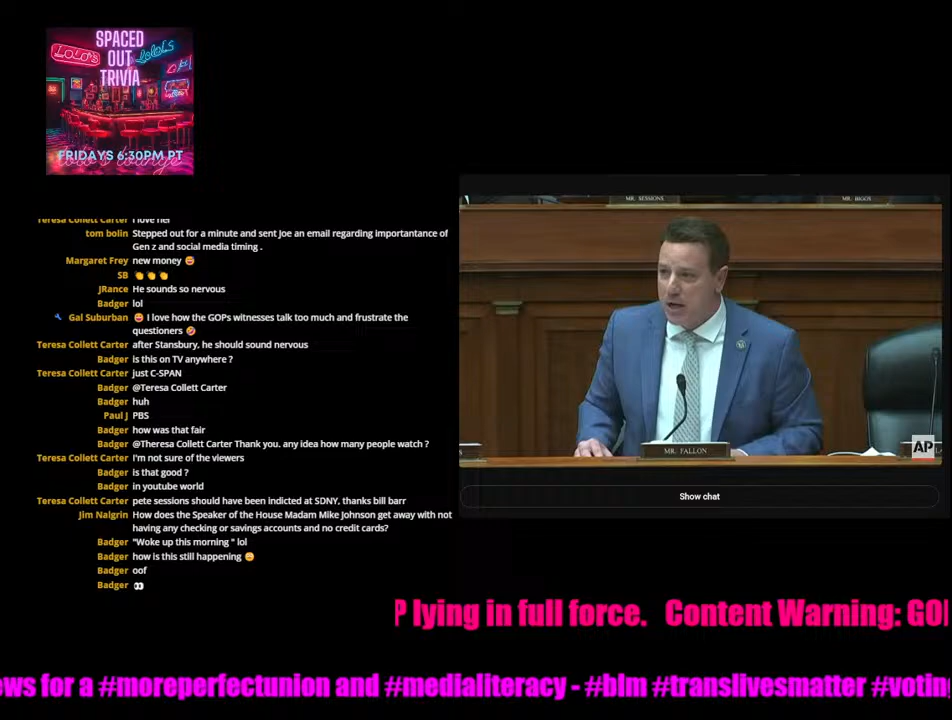 SPACED
OUT
TRIVIA
LOLO'S
FRIDAYS 6:30PM PT
lolo's lounge
Teresa Collett Carter I love her
tom bolin Stepped out for a minute and sent Joe an email regarding importantance of
Gen z and social media timing .
Margaret Frey new money 😅
SB 👏 👏 👏
JRance He sounds so nervous
Badger lol
Gal Suburban 🤩 I love how the GOPs witnesses talk too much and frustrate the
questioners 🤣
Teresa Collett Carter after Stansbury, he should sound nervous
Badger is this on TV anywhere ?
Teresa Collett Carter just C-SPAN
Badger @Teresa Collett Carter
Badger huh
Paul J PBS
Badger how was that fair
Badger @Theresa Collett Carter Thank you. any idea how many people watch ?
Teresa Collett Carter I'm not sure of the viewers
Badger is that good ?
Badger in youtube world
Teresa Collett Carter pete sessions should have been indicted at SDNY, thanks bill barr
Jim Nalgrin How does the Speaker of the House Madam Mike Johnson get away with not
having any checking or savings accounts and no credit cards?
Badger "Woke up this morning " lol
Badger how is this still happening 😑
Badger oof
Badger 👀
MR. SESSIONS
MR. BIGGS
MR. FALLON
AP
Show chat
P lying in full force. Content Warning: GO
ews for a #moreperfectunion and #medialiteracy - #blm #translivesmatter #voting